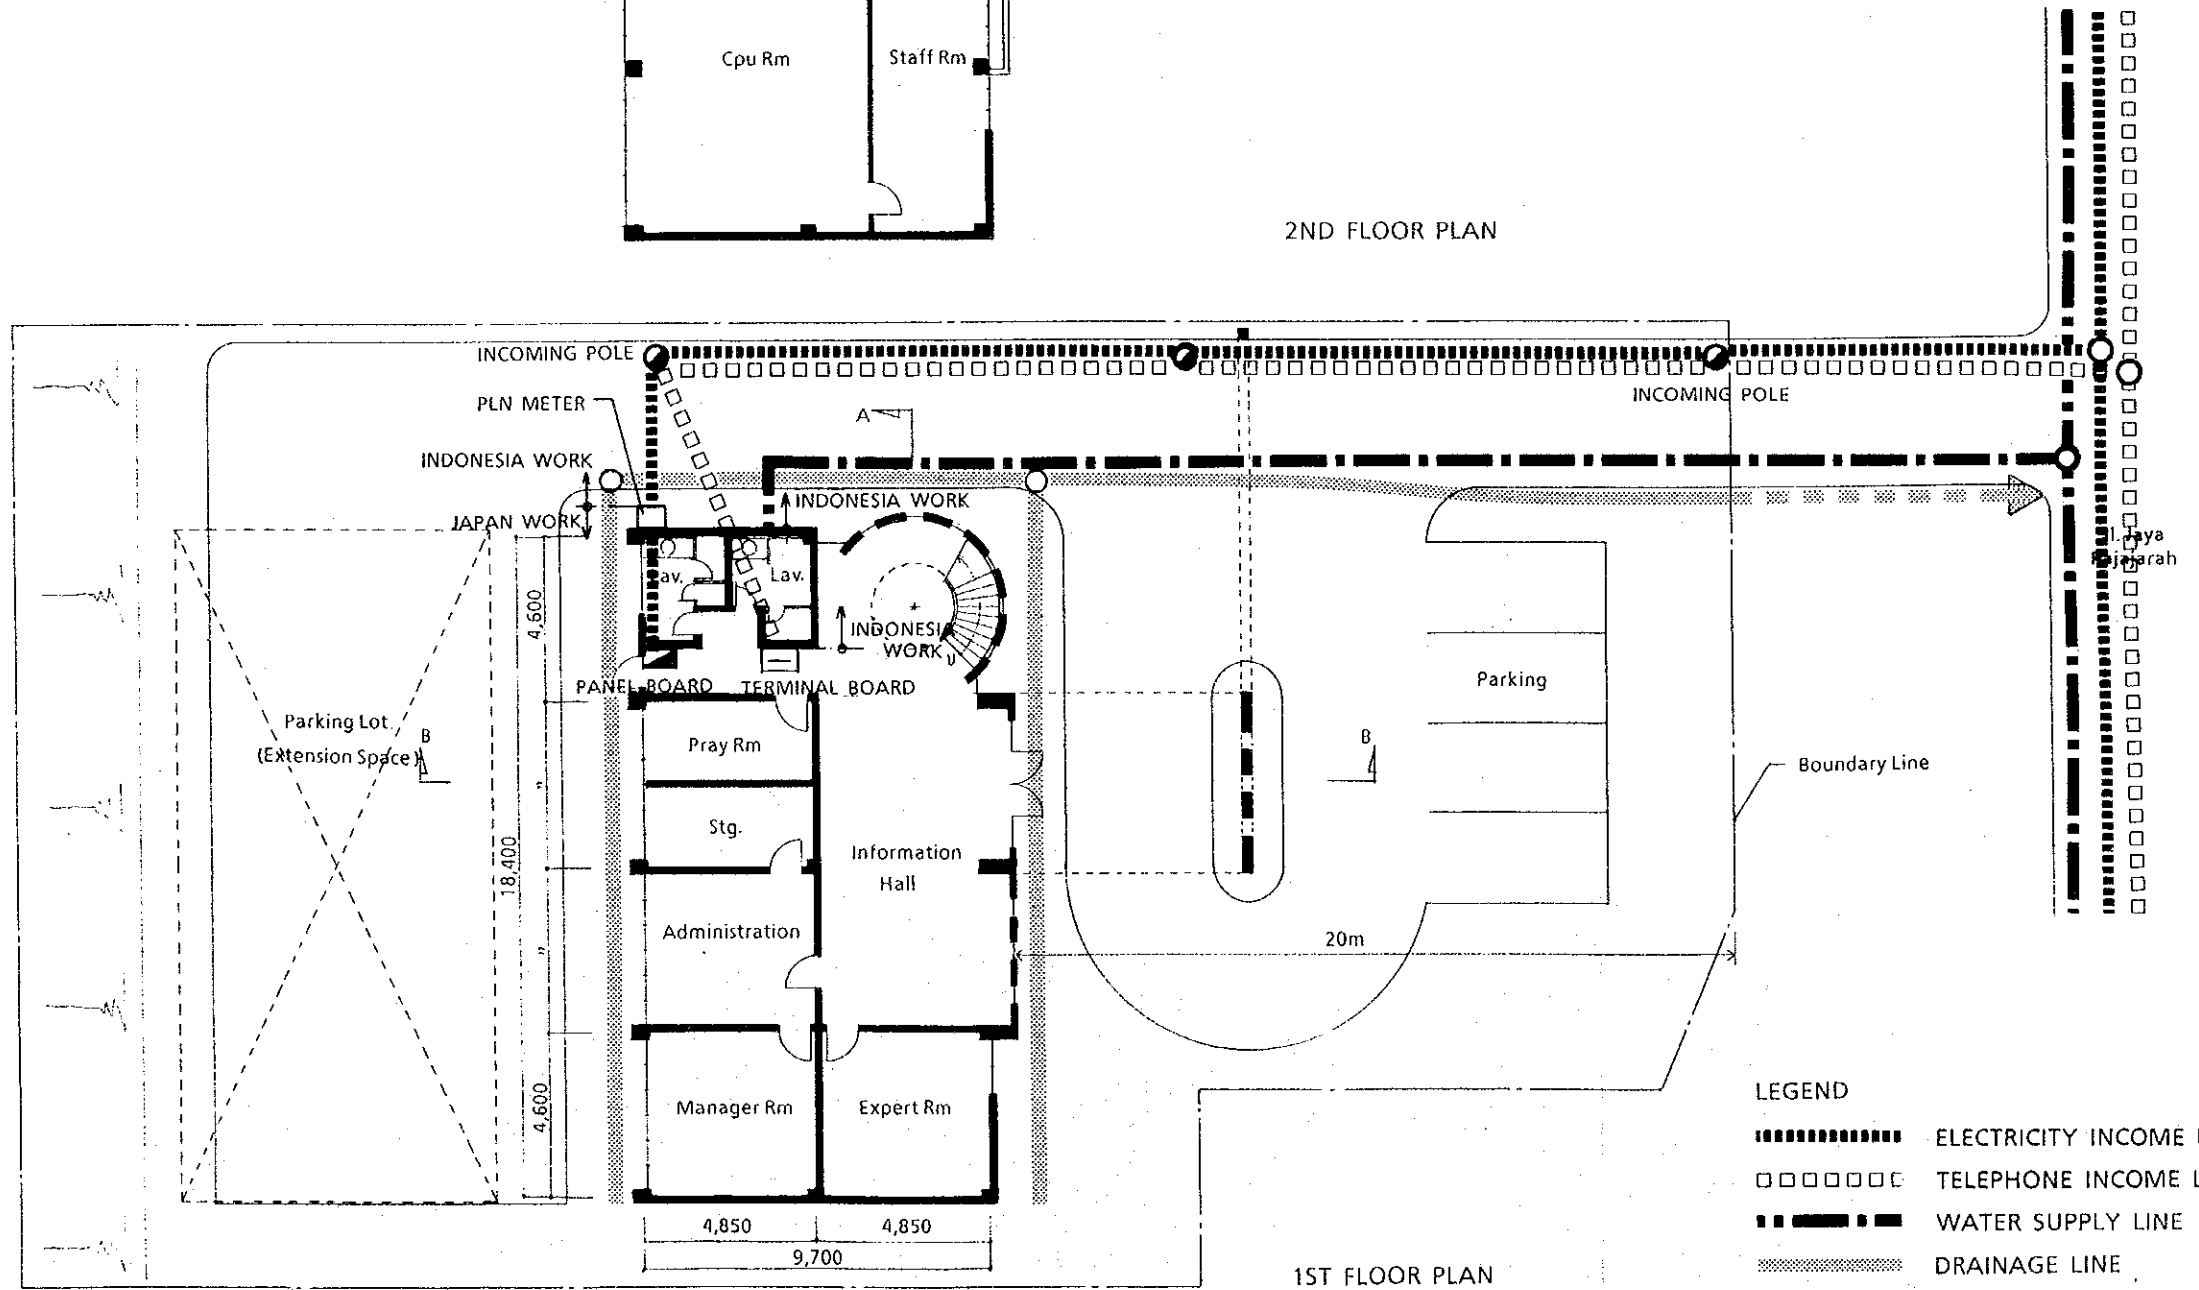 Cpu Rm
Staff Rm
2ND FLOOR PLAN
INCOMING POLE
INCOMING POLE
PLN METER
A
INDONESIA WORK
INDONESIA WORK
JAPAN WORK
Jaya
Lav.
av.
4,600
INDONESIA
WORK
U
PANEL BOARD
TERMINAL BOARD
Parking
Parking Lot
(Extension Space)
B
B
Pray Rm
Boundary Line
"
Stg.
18,400
Information
Hall
Administration
"
20m
4,600
Manager Rm
Expert Rm
LEGEND
ELECTRICITY INCOME
TELEPHONE INCOME
WATER SUPPLY LINE
DRAINAGE LINE
4,850
4,850
9,700
1ST FLOOR PLAN